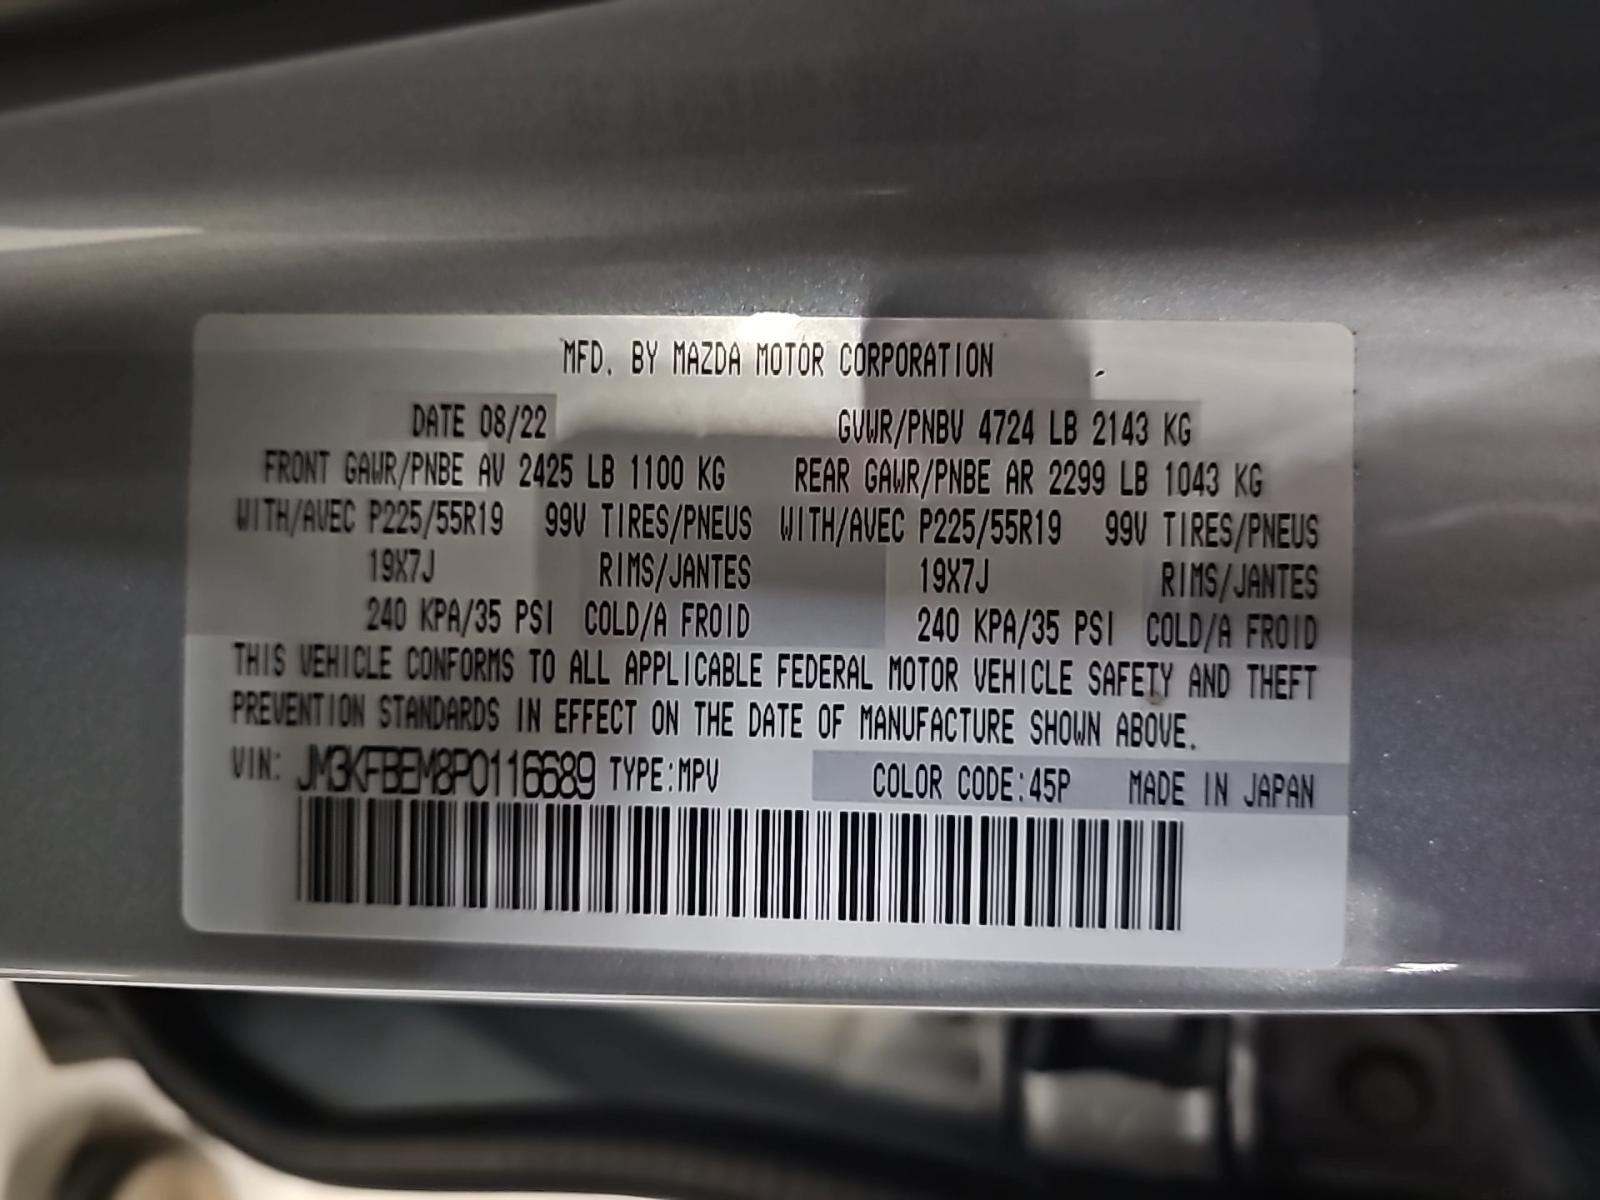 MFD. BY MAZDA MOTOR CORPORATION
DATE 08/22 GVWR/PNBV 4724 LB 2143 KG
FRONT GAWR/PNBE AV 2425 LB 1100 KG REAR GAWR/PNBE AR 2299 LB 1043 KG
WITH/AVEC P225/55R19 99V TIRES/PNEUS WITH/AVEC P225/55R19 99V TIRES/PNEUS
19X7J RIMS/JANTES 19X7J RIMS/JANTES
240 KPA/35 PSI COLD/A FROID 240 KPA/35 PSI COLD/A FROID
THIS VEHICLE CONFORMS TO ALL APPLICABLE FEDERAL MOTOR VEHICLE SAFETY AND THEFT
PREVENTION STANDARDS IN EFFECT ON THE DATE OF MANUFACTURE SHOWN ABOVE.
VIN: JM3KFBEM8P0116689 TYPE:MPV COLOR CODE:45P MADE IN JAPAN